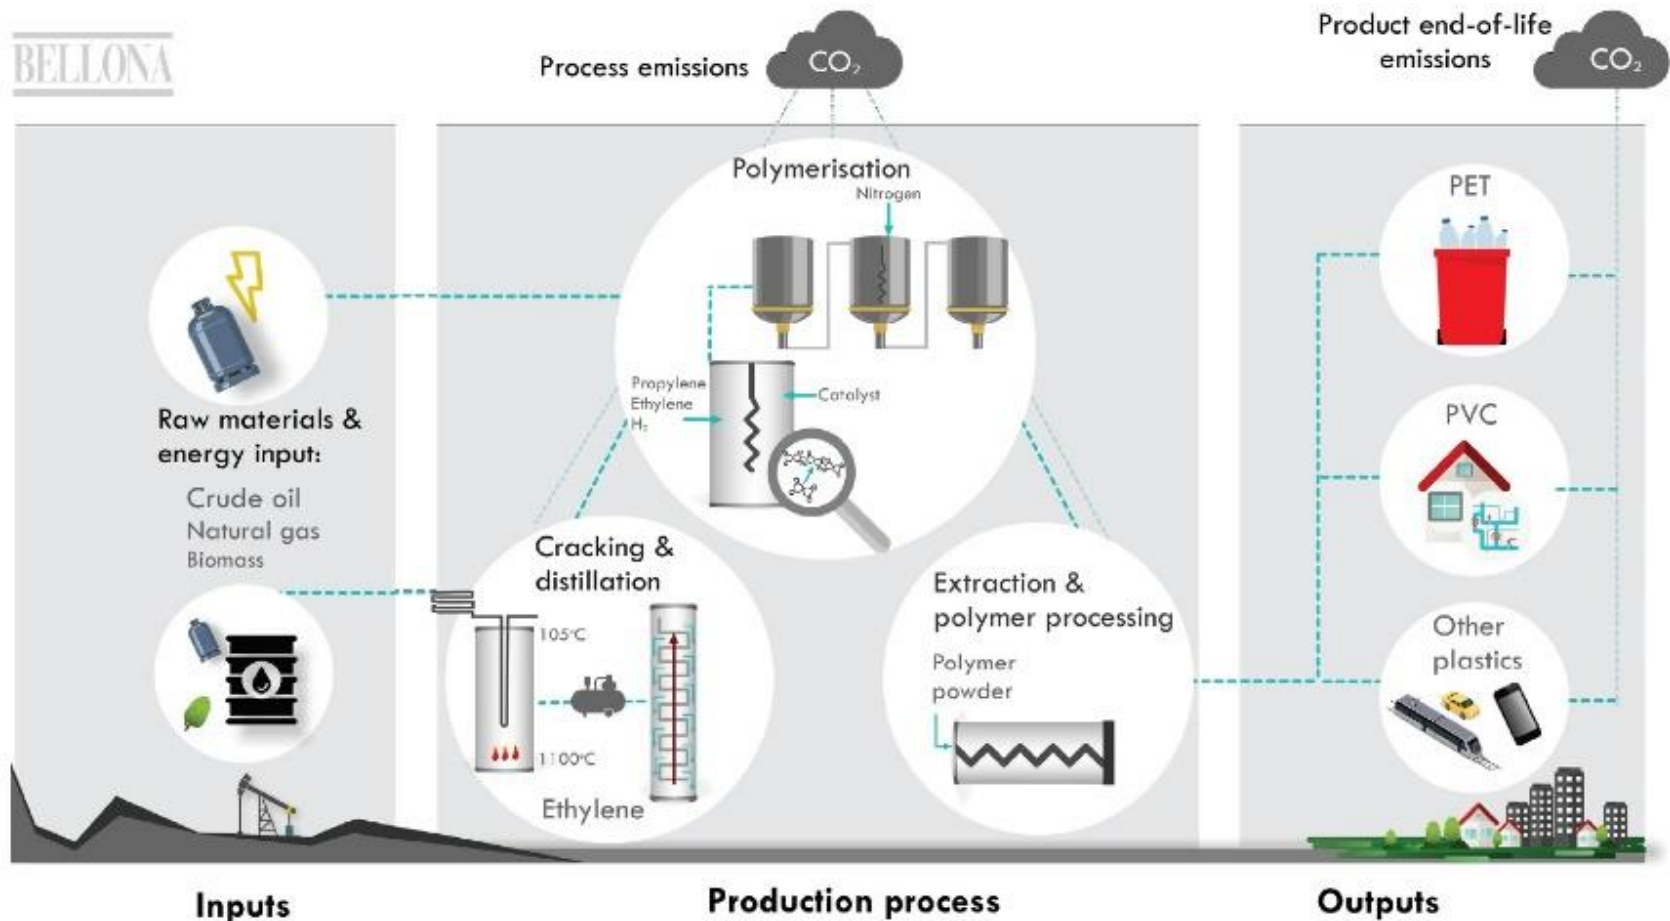 BELLONA
Process emissions
CO₂
Product end-of-life
emissions
CO₂
Raw materials &
energy input:
Crude oil
Natural gas
Biomass
Polymerisation
Nitrogen
Propylene
Ethylene
H₂
Catalyst
Cracking &
distillation
105°C
1100°C
Ethylene
Extraction &
polymer processing
Polymer
powder
PET
PVC
Other
plastics
Inputs
Production process
Outputs